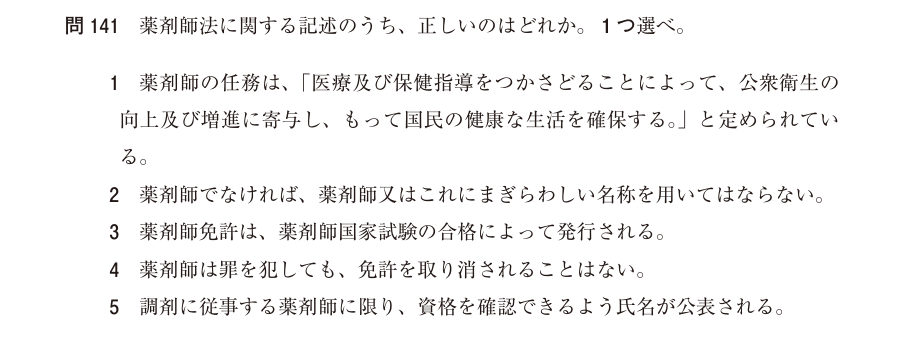 問 141　薬剤師法に関する記述のうち、正しいのはどれか。1つ選べ。
1　薬剤師の任務は、「医療及び保健指導をつかさどることによって、公衆衛生の
向上及び増進に寄与し、もって国民の健康な生活を確保する。」と定められてい
る。
2　薬剤師でなければ、薬剤師又はこれにまぎらわしい名称を用いてはならない。
3　薬剤師免許は、薬剤師国家試験の合格によって発行される。
4　薬剤師は罪を犯しても、免許を取り消されることはない。
5　調剤に従事する薬剤師に限り、資格を確認できるよう氏名が公表される。